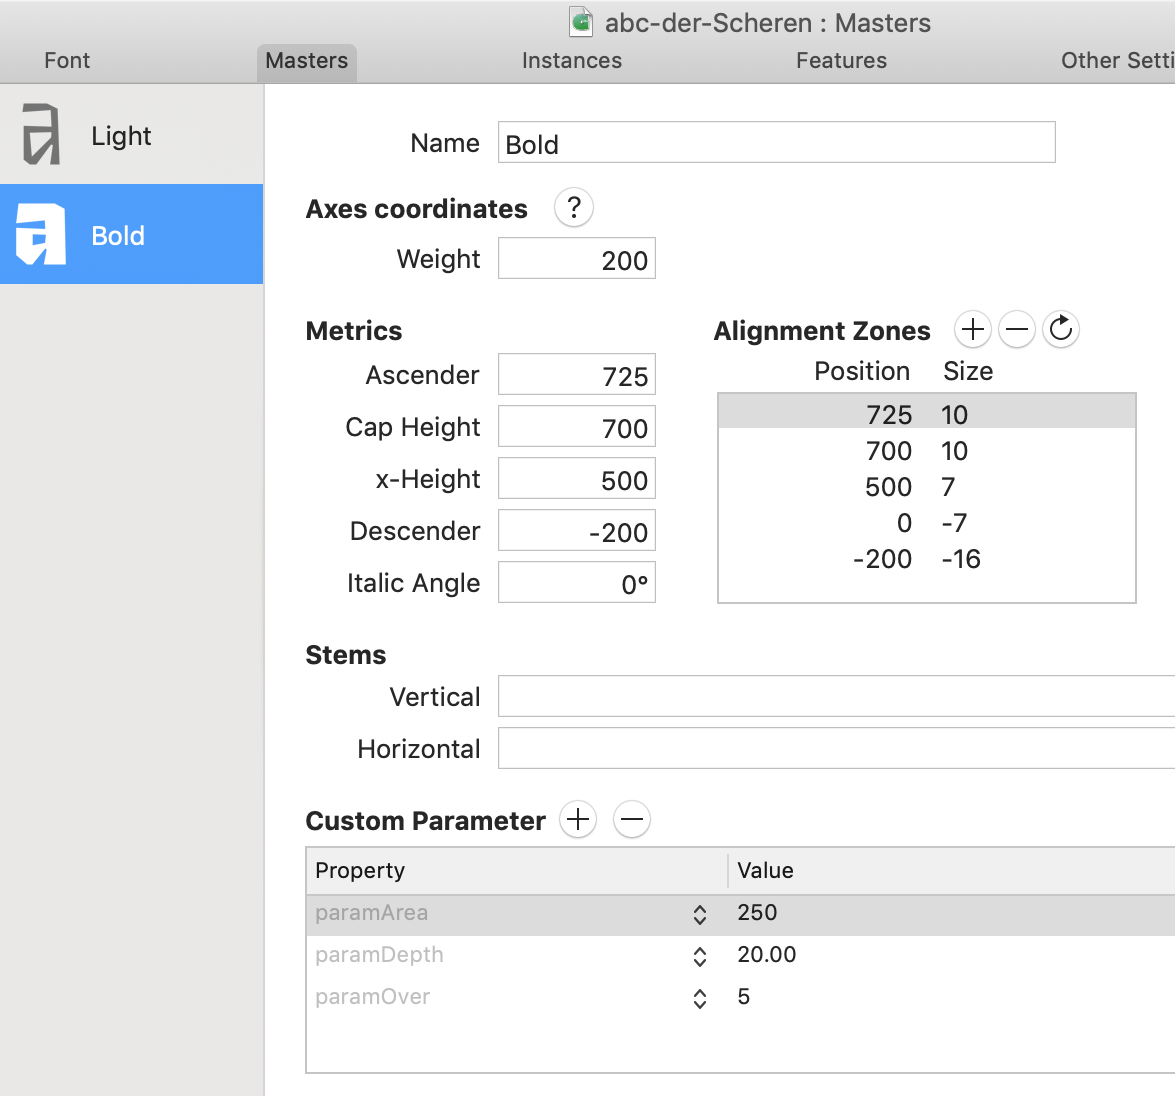 abc-der-Scheren : Masters
Font Masters Instances Features Other Setti
Light
Bold
Name Bold
Axes coordinates ?
Weight 200
Metrics
Ascender 725
Cap Height 700
x-Height 500
Descender -200
Italic Angle 0°
Alignment Zones
Position Size
725 10
700 10
500 7
0 -7
-200 -16
Stems
Vertical
Horizontal
Custom Parameter
Property Value
paramArea 250
paramDepth 20.00
paramOver 5